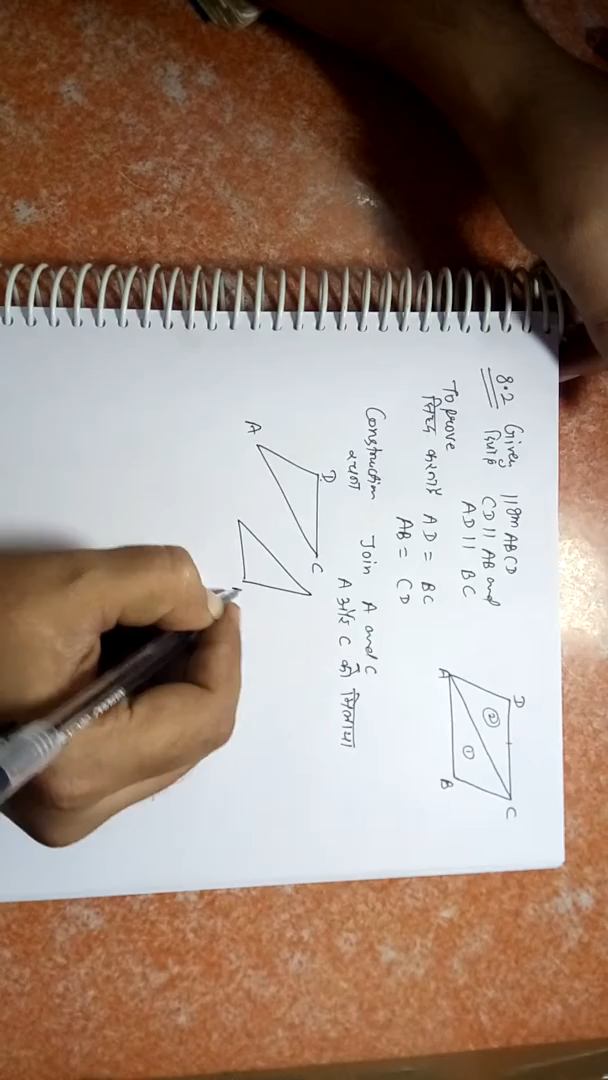 8.2 Given ||gm ABCD
दिया है CD || AB and
AD || BC
To prove
सिद्ध करना है AD = BC
AB = CD
Construction Join A and C
रचना A और C को मिलाया
D C
② ①
A B
D C
A